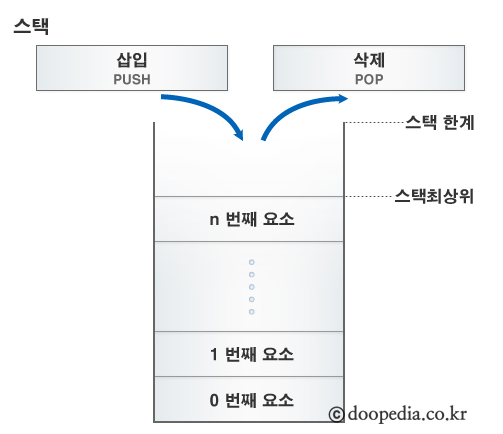 스택
삽입
PUSH
삭제
POP
스택 한계
스택최상위
n 번째 요소
1 번째 요소
0 번째 요소
ⓒdoopedia.co.kr